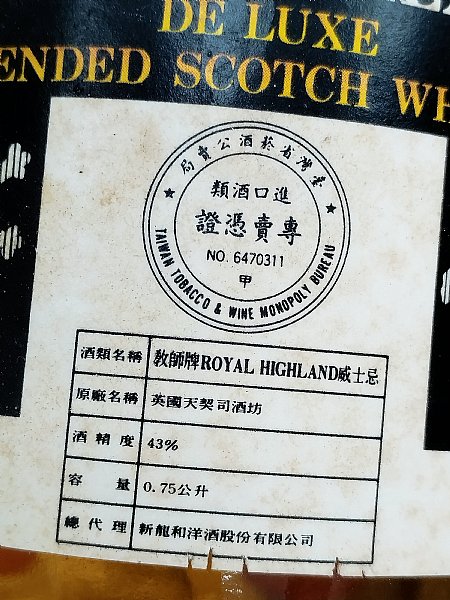 DE LUXE
ENDED SCOTCH WH
臺灣省菸酒公賣局
進口酒類
專賣憑證
NO. 6470311
甲
TAIWAN TOBACCO & WINE MONOPOLY BUREAU
酒類名稱 教師牌ROYAL HIGHLAND威士忌
原廠名稱 英國天契司酒坊
酒精度 43%
容量 0.75公升
總代理 新龍和洋酒股份有限公司